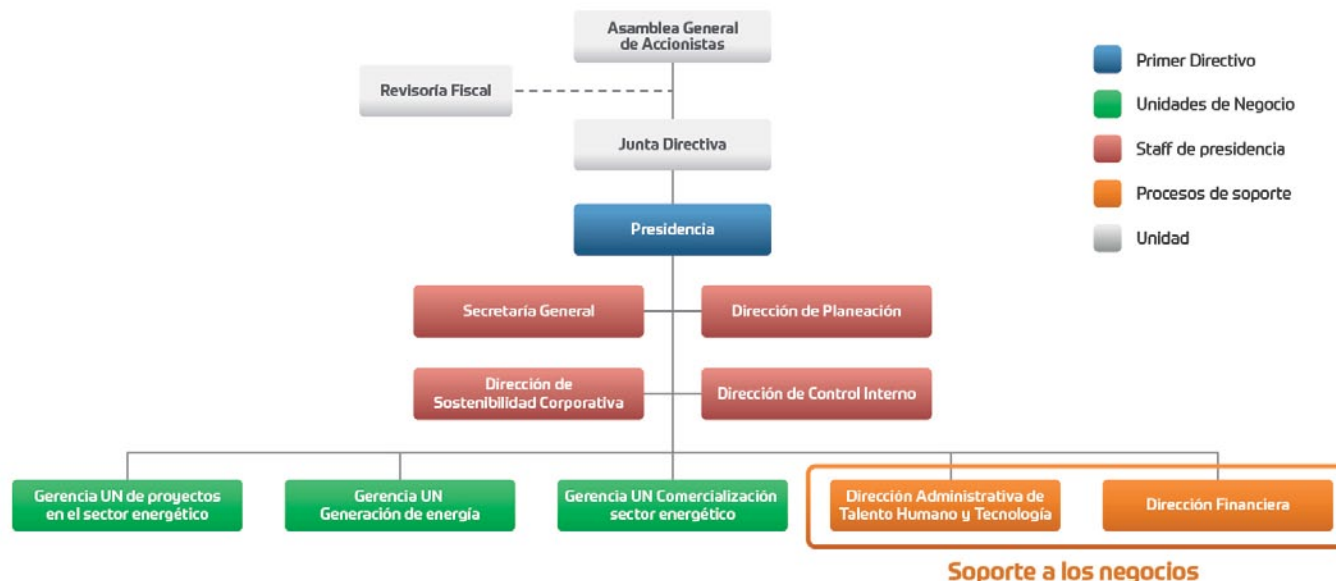 Asamblea General
de Accionistas
Revisoría Fiscal
Junta Directiva
Presidencia
Secretaría General
Dirección de Planeación
Dirección de
Sostenibilidad Corporativa
Dirección de Control Interno
Gerencia UN de proyectos
en el sector energético
Gerencia UN
Generación de energía
Gerencia UN Comercialización
sector energético
Dirección Administrativa de
Talento Humano y Tecnología
Dirección Financiera
Soporte a los negocios
Primer Directivo
Unidades de Negocio
Staff de presidencia
Procesos de soporte
Unidad